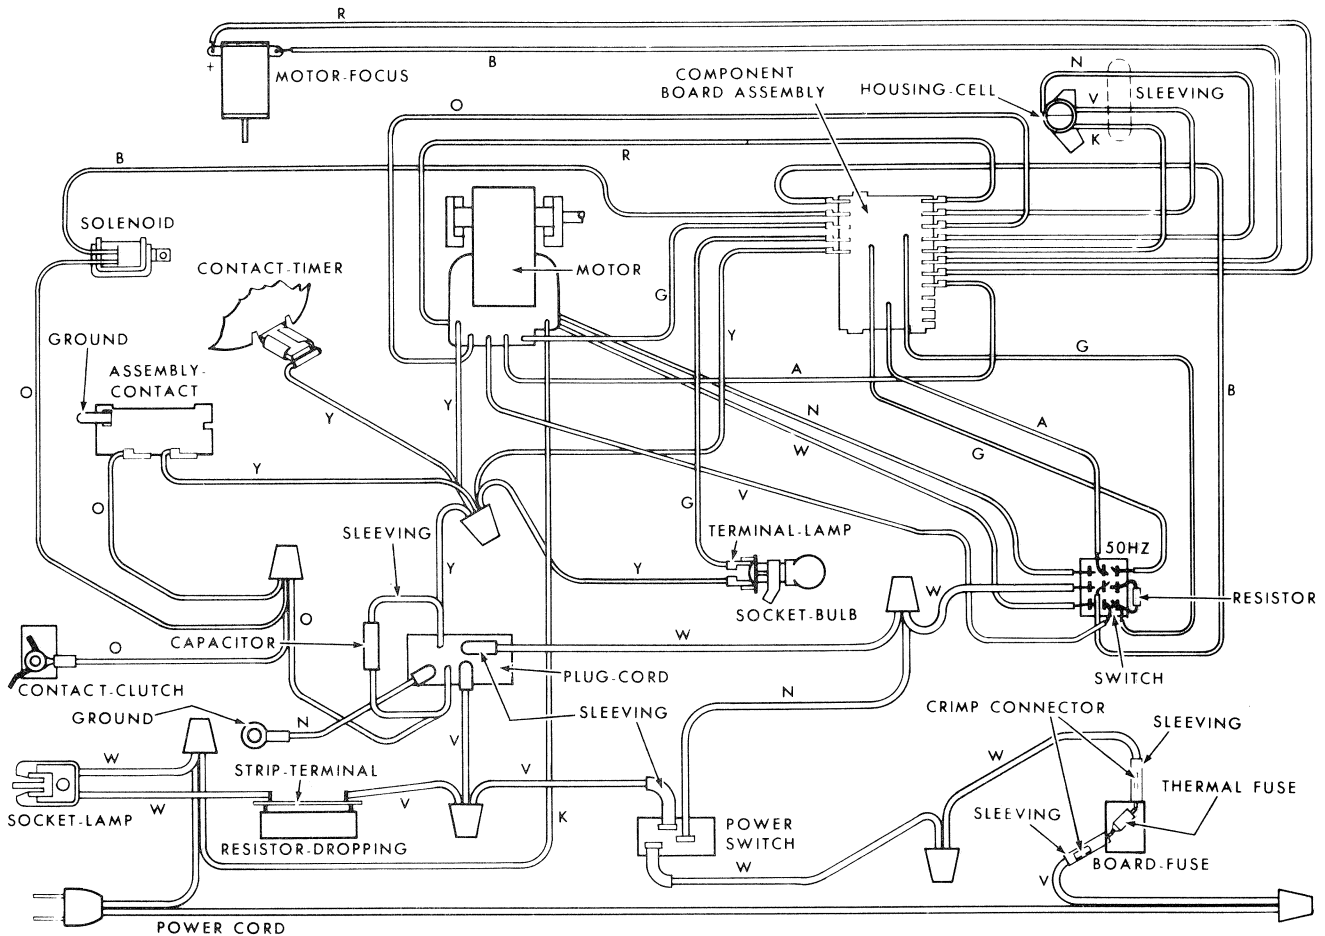 R
B
MOTOR-FOCUS
+
COMPONENT
BOARD ASSEMBLY
HOUSING-CELL
N
V
K
SLEEVING
O
R
B
SOLENOID
CONTACT-TIMER
MOTOR
G
Y
GROUND
ASSEMBLY-
CONTACT
O
Y
Y
A
G
B
N
A
W
G
Y
O
V
G
SLEEVING
TERMINAL-LAMP
50HZ
Y
Y
SOCKET-BULB
W
RESISTOR
O
CAPACITOR
O
W
PLUG-CORD
SWITCH
CONTACT-CLUTCH
GROUND
N
SLEEVING
N
CRIMP CONNECTOR
SLEEVING
W
STRIP-TERMINAL
V
V
W
THERMAL FUSE
W
V
SOCKET-LAMP
K
SLEEVING
POWER
SWITCH
RESISTOR-DROPPING
W
BOARD-FUSE
V
POWER CORD